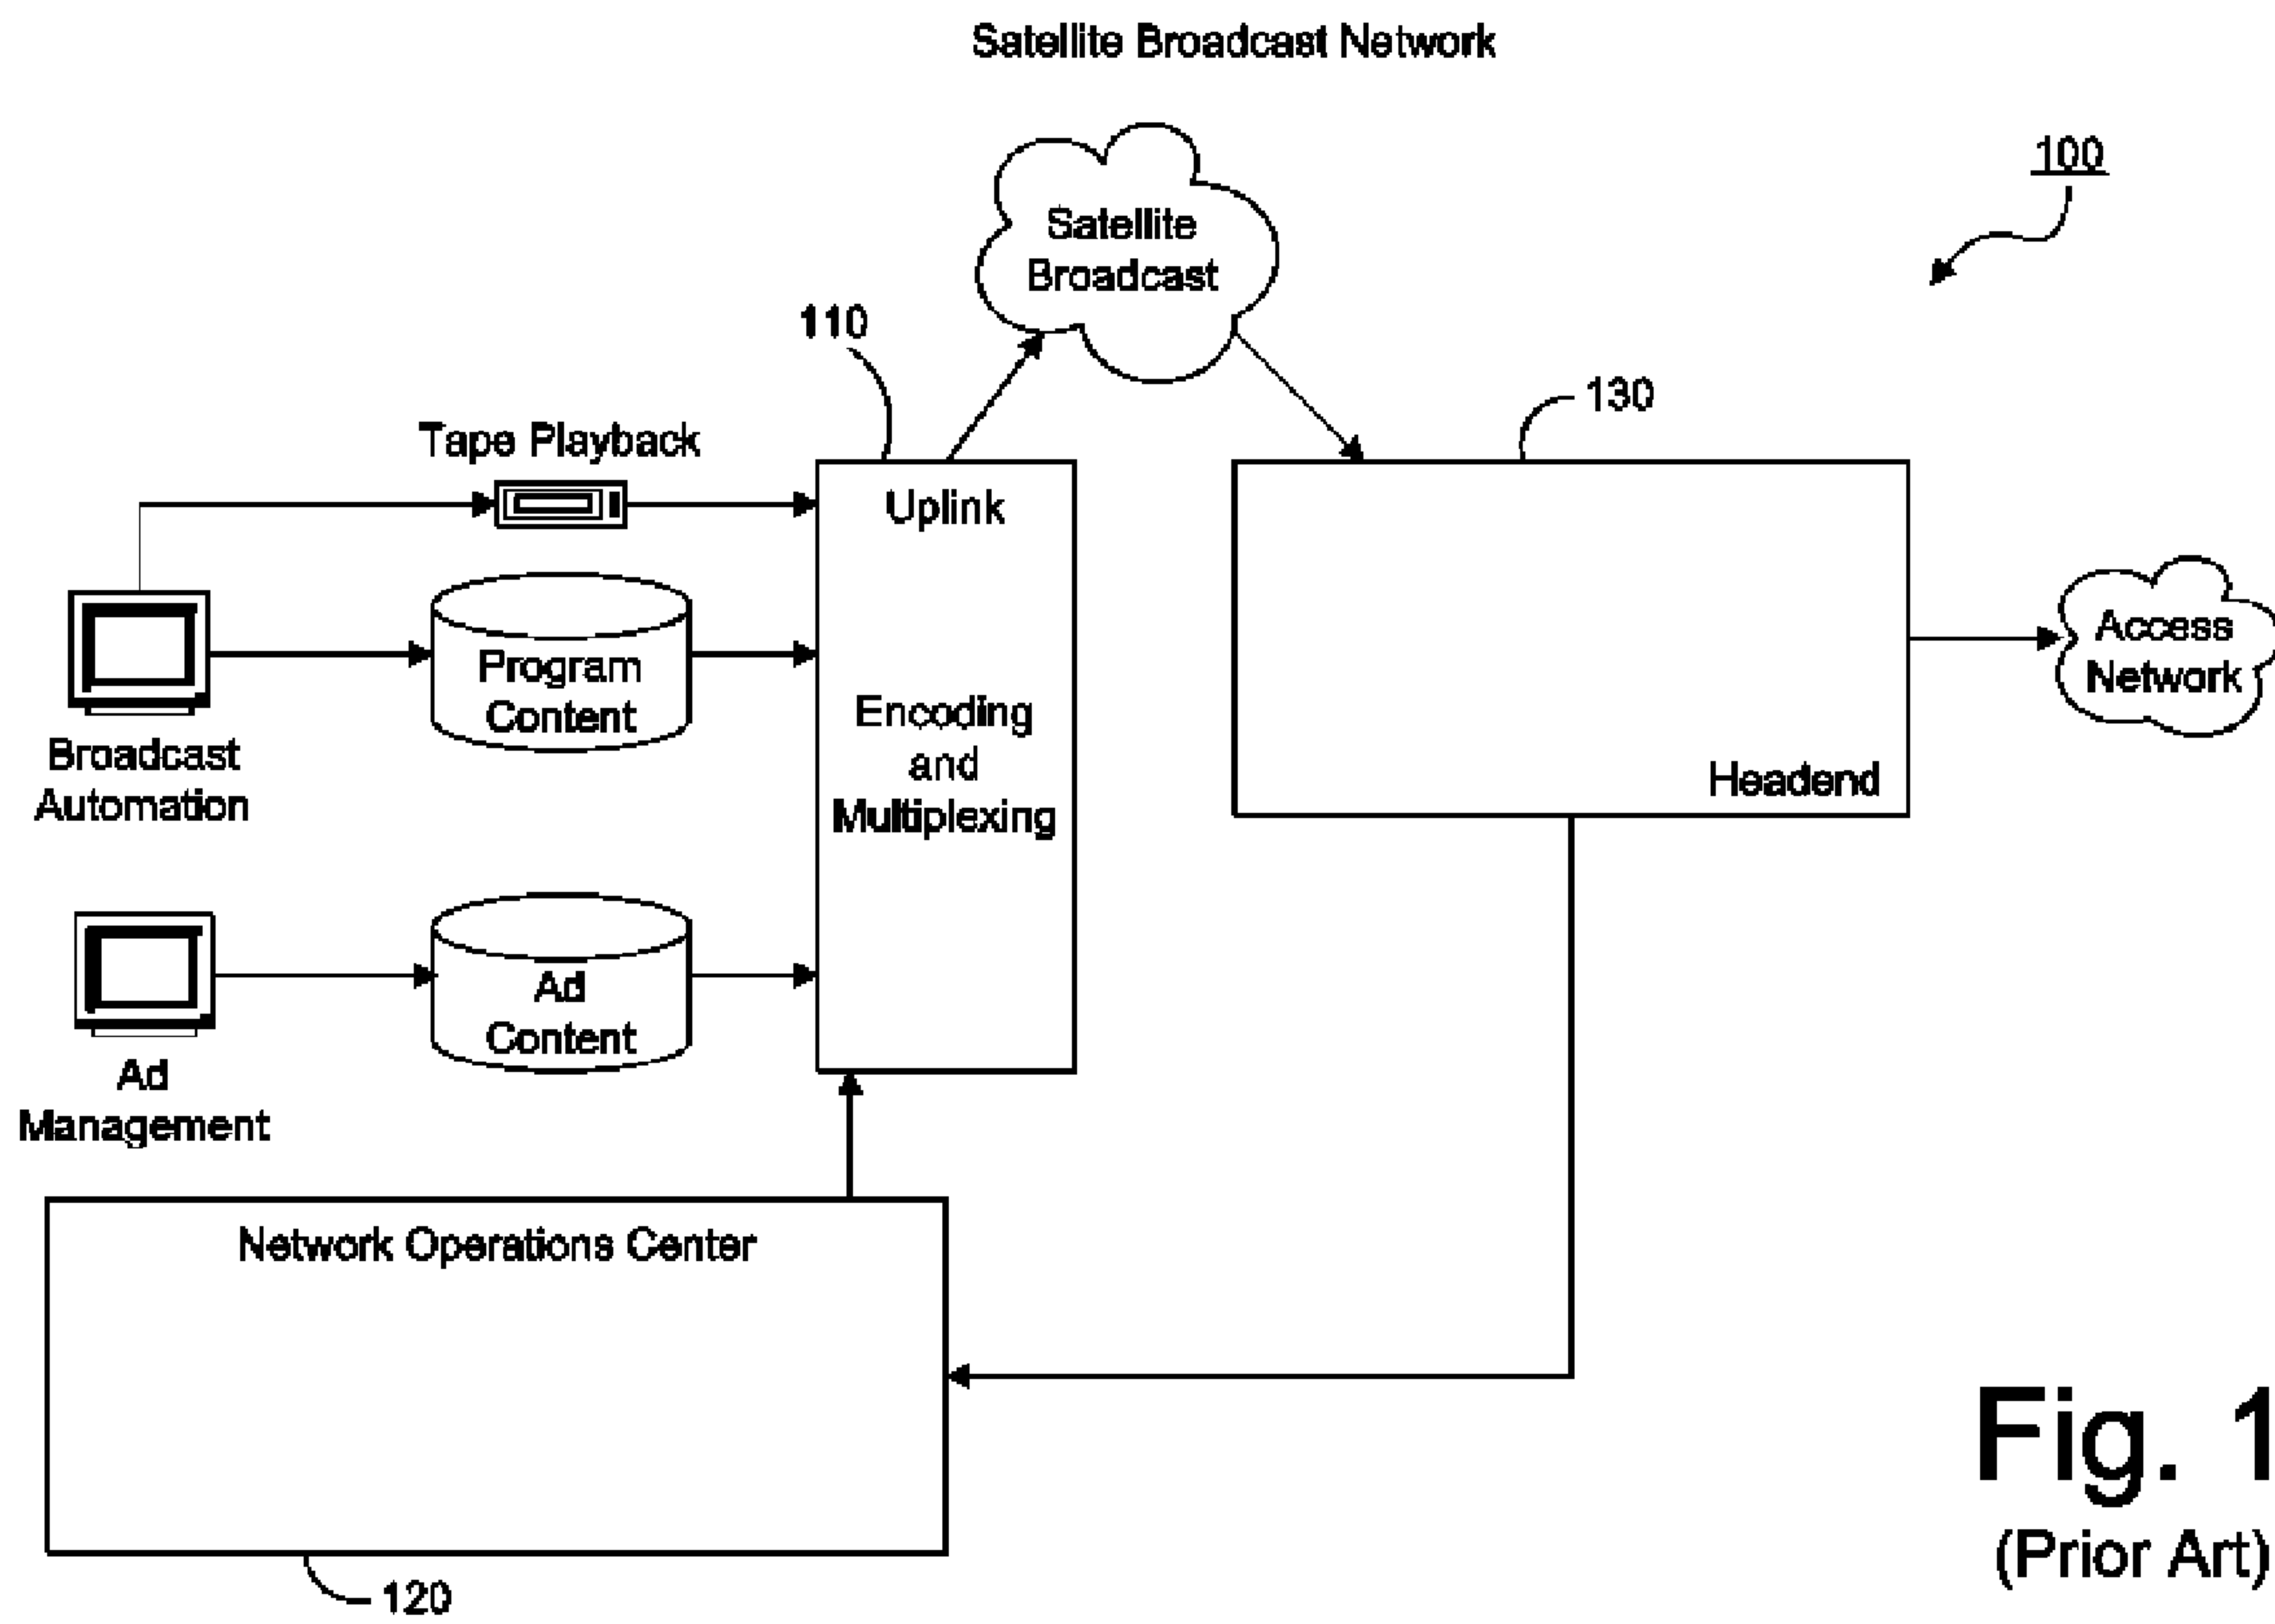 Satellite Broadcast Network
100
Satellite
Broadcast
110
130
Tape Playback
Uplink
Program
Content
Encoding
and
Multiplexing
Access
Network
Broadcast
Automation
Headend
Ad
Content
Ad
Management
Network Operations Center
120
Fig. 1
(Prior Art)